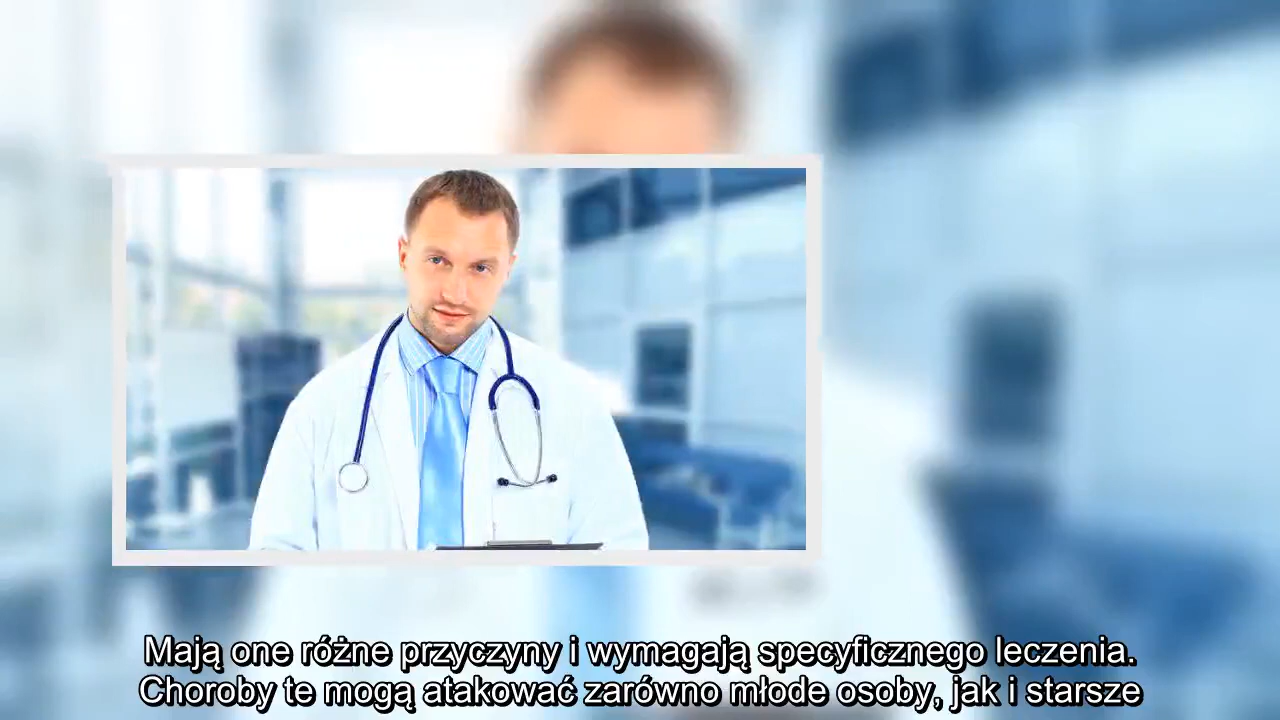 Mają one różne przyczyny i wymagają specyficznego leczenia.
Choroby te mogą atakować zarówno młode osoby, jak i starsze